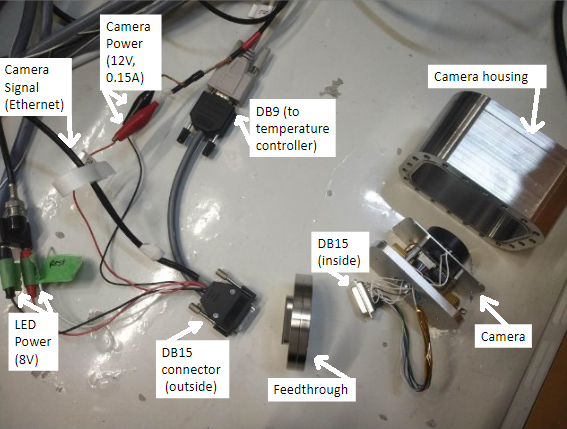 Camera
Power
(12V,
0.15A)
Camera
Signal
(Ethernet)
Camera housing
DB9 (to
temperature
controller)
DB15
(inside)
LED
Power
(8V)
DB15
connector
(outside)
Feedthrough
Camera